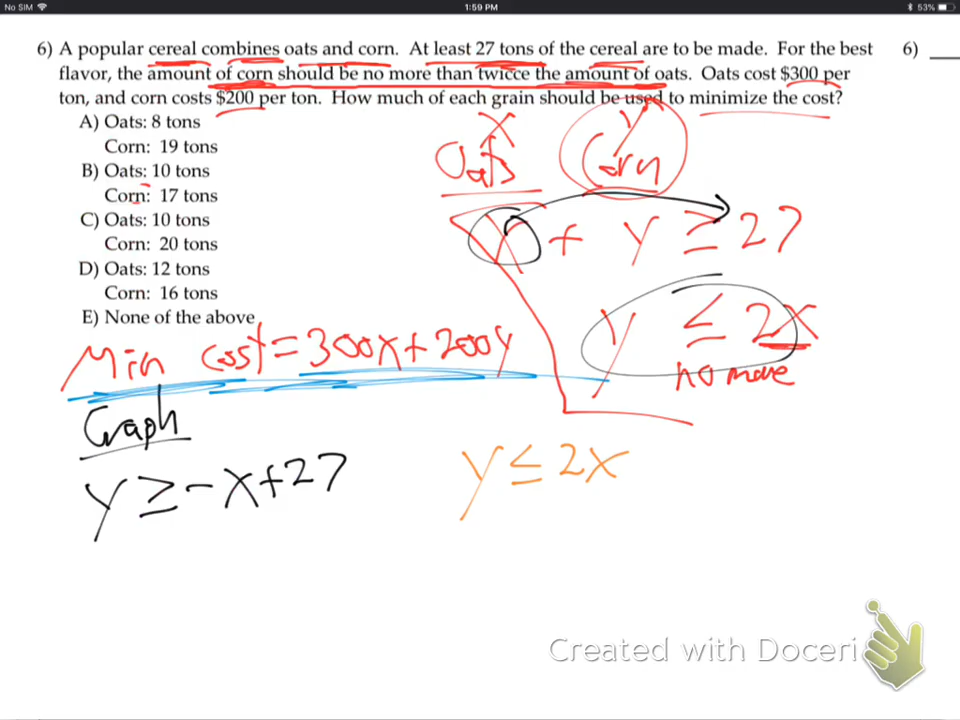 No SIM 1:59 PM 53%
6) A popular cereal combines oats and corn. At least 27 tons of the cereal are to be made. For the best 6) __
flavor, the amount of corn should be no more than twicce the amount of oats. Oats cost $300 per
ton, and corn costs $200 per ton. How much of each grain should be used to minimize the cost?
A) Oats: 8 tons
Corn: 19 tons
B) Oats: 10 tons
Corn: 17 tons
C) Oats: 10 tons
Corn: 20 tons
D) Oats: 12 tons
Corn: 16 tons
E) None of the above
X Y
Oats Corn
X + Y ≥ 27
Y ≤ 2X
no more
Min cost = 300X + 200Y
Graph
Y ≥ -X + 27
Y ≤ 2X
Created with Doceri